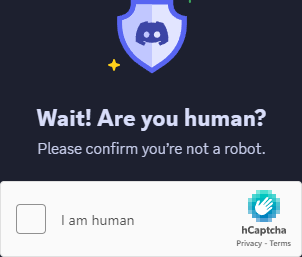 Wait! Are you human?
Please confirm you're not a robot.
I am human
hCaptcha
Privacy - Terms